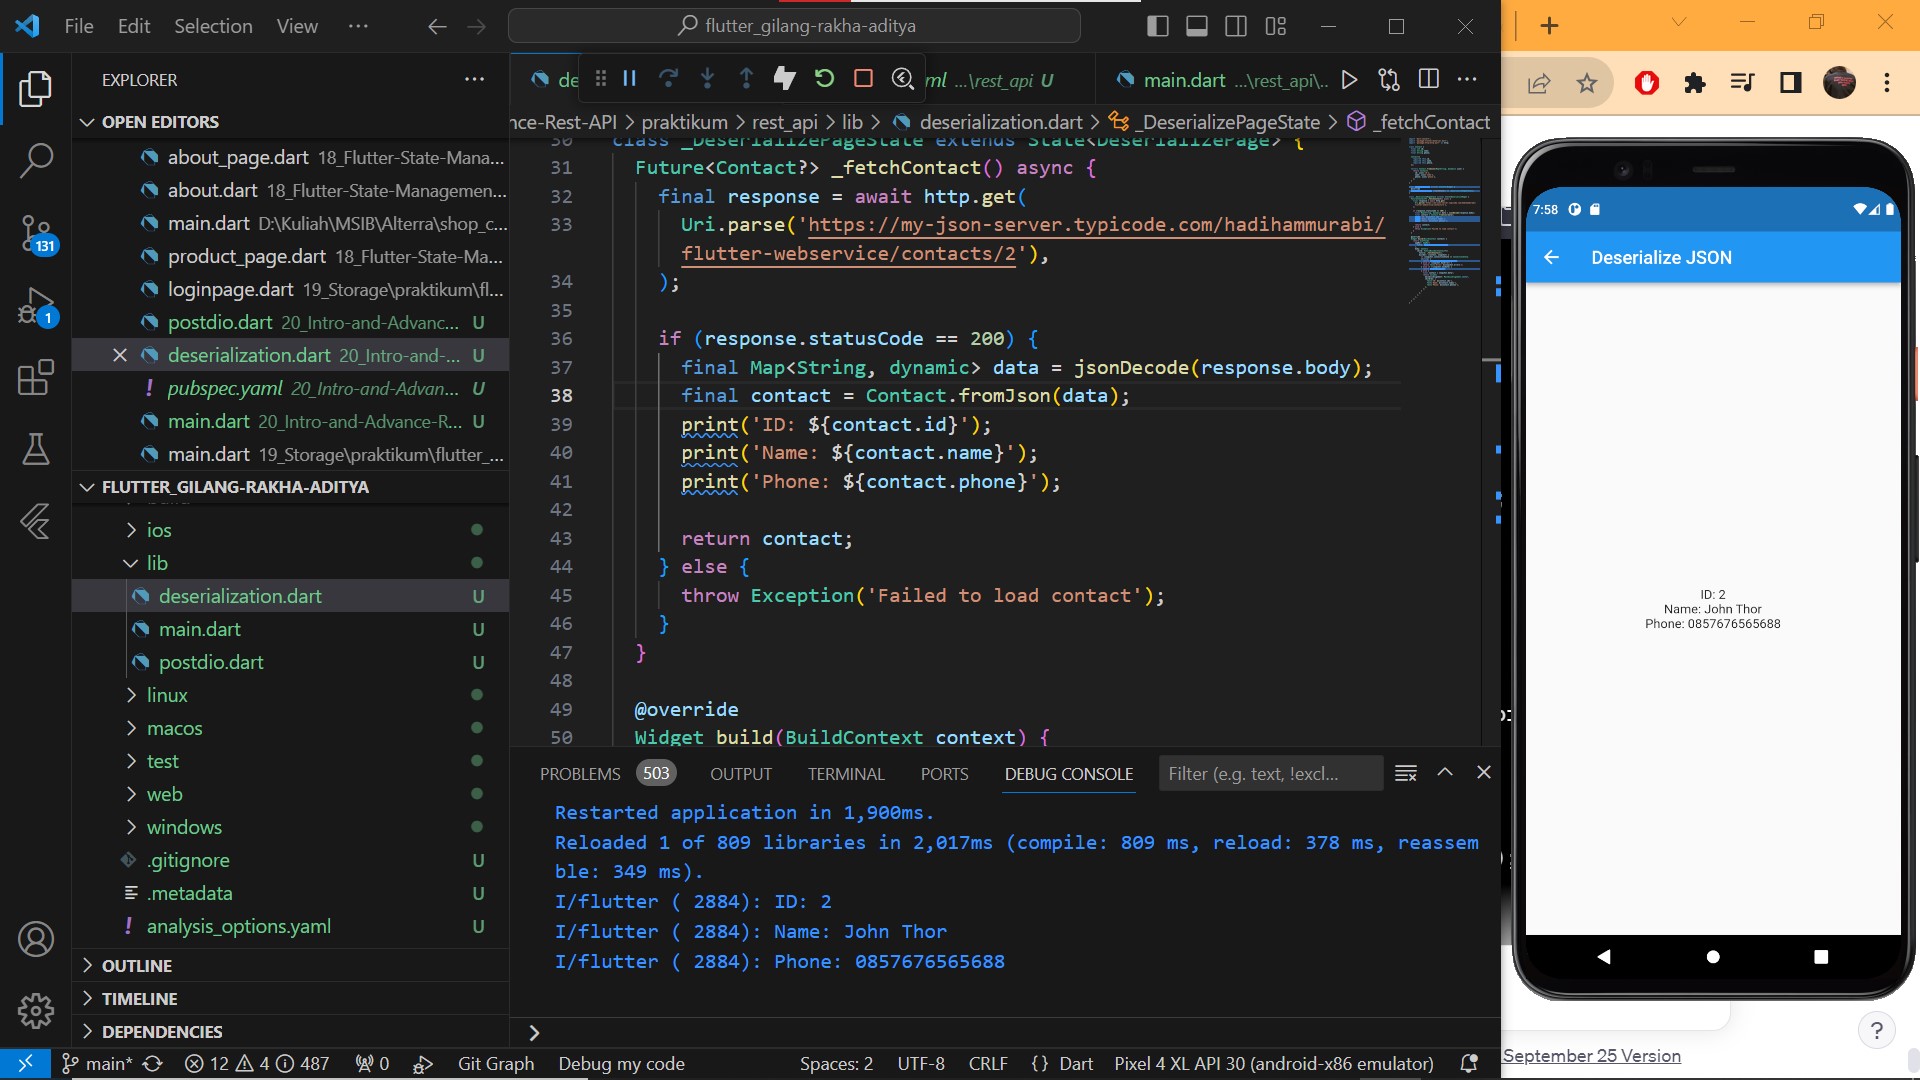 File Edit Selection View ··· flutter_gilang-rakha-aditya
EXPLORER ···
OPEN EDITORS
about_page.dart 18_Flutter-State-Mana...
about.dart 18_Flutter-State-Managemen...
main.dart D:\Kuliah\MSIB\Alterra\shop_c...
product_page.dart 18_Flutter-State-Ma...
loginpage.dart 19_Storage\praktikum\fl...
postdio.dart 20_Intro-and-Advanc... U
deserialization.dart 20_Intro-and-... U
! pubspec.yaml 20_Intro-and-Advan... U
main.dart 20_Intro-and-Advance-R... U
main.dart 19_Storage\praktikum\flutter_...
131
1
FLUTTER_GILANG-RAKHA-ADITYA
ios
lib
deserialization.dart U
main.dart U
postdio.dart U
linux
macos
test
web
windows
.gitignore U
.metadata U
! analysis_options.yaml U
OUTLINE
TIMELINE
DEPENDENCIES
de ml ...\rest_api U main.dart ...\rest_api\..
nce-Rest-API > praktikum > rest_api > lib > deserialization.dart > _DeserializePageState > _fetchContact
30 class _DeserializePageState extends State<DeserializePage> {
31 Future<Contact?> _fetchContact() async {
32 final response = await http.get(
33 Uri.parse('https://my-json-server.typicode.com/hadihammurabi/
flutter-webservice/contacts/2'),
34 );
35
36 if (response.statusCode == 200) {
37 final Map<String, dynamic> data = jsonDecode(response.body);
38 final contact = Contact.fromJson(data);
39 print('ID: ${contact.id}');
40 print('Name: ${contact.name}');
41 print('Phone: ${contact.phone}');
42
43 return contact;
44 } else {
45 throw Exception('Failed to load contact');
46 }
47 }
48
49 @override
50 Widget build(BuildContext context) {
PROBLEMS 503 OUTPUT TERMINAL PORTS DEBUG CONSOLE Filter (e.g. text, !excl...
Restarted application in 1,900ms.
Reloaded 1 of 809 libraries in 2,017ms (compile: 809 ms, reload: 378 ms, reassem
ble: 349 ms).
I/flutter ( 2884): ID: 2
I/flutter ( 2884): Name: John Thor
I/flutter ( 2884): Phone: 0857676565688
>
main* 12 4 487 0 Git Graph Debug my code Spaces: 2 UTF-8 CRLF {} Dart Pixel 4 XL API 30 (android-x86 emulator)
7:58
Deserialize JSON
ID: 2
Name: John Thor
Phone: 0857676565688
?
September 25 Version